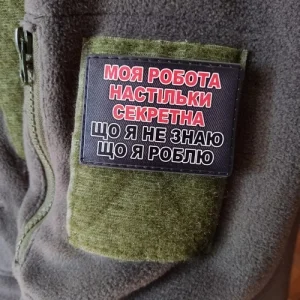 МОЯ РОБОТА
НАСТІЛЬКИ
СЕКРЕТНА
ЩО Я НЕ ЗНАЮ
ЩО Я РОБЛЮ